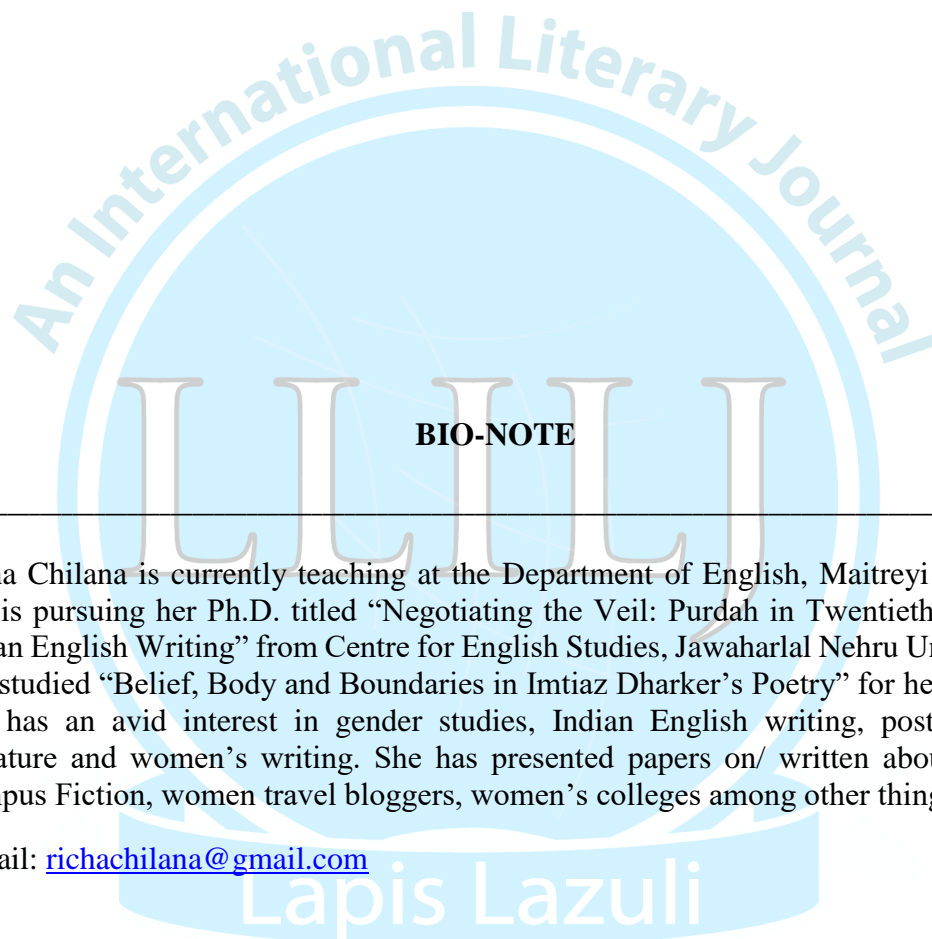 An International Literary Journal
LLILJ
BIO-NOTE
Chilana is currently teaching at the Department of English, Maitreyi
is pursuing her Ph.D. titled “Negotiating the Veil: Purdah in Twentieth
an English Writing” from Centre for English Studies, Jawaharlal Nehru Un
studied “Belief, Body and Boundaries in Imtiaz Dharker’s Poetry” for he
has an avid interest in gender studies, Indian English writing, post
ature and women’s writing. She has presented papers on/ written abou
pus Fiction, women travel bloggers, women’s colleges among other thing
ail: richachilana@gmail.com
Lapis Lazuli